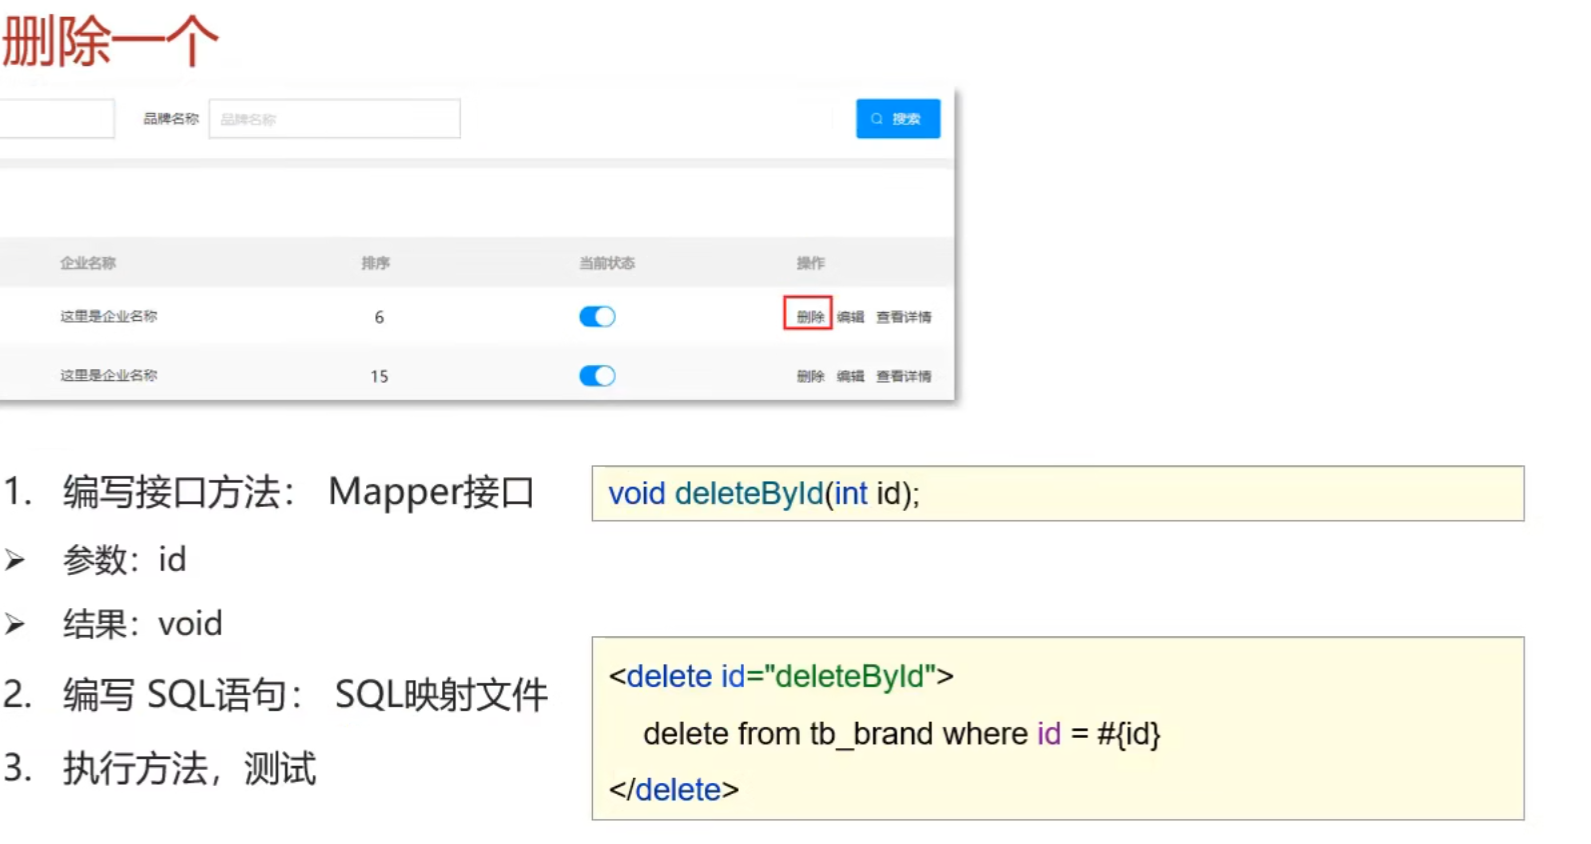 删除一个
品牌名称 品牌名称 搜索
企业名称 排序 当前状态 操作
这里是企业名称 6 删除 编辑 查看详情
这里是企业名称 15 删除 编辑 查看详情
1. 编写接口方法： Mapper接口
void deleteById(int id);
➢ 参数：id
➢ 结果：void
2. 编写 SQL语句： SQL映射文件
3. 执行方法，测试
<delete id="deleteById">
delete from tb_brand where id = #{id}
</delete>